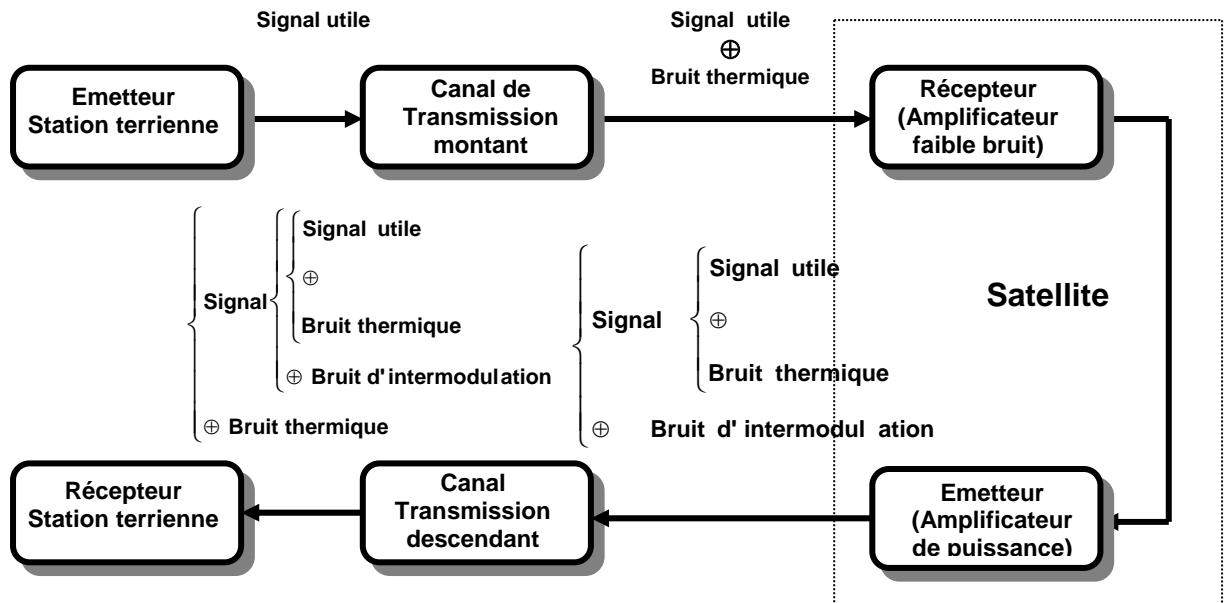 Signal utile
Signal utile
⊕
Bruit thermique
Emetteur
Station terrienne
Canal de
Transmission
montant
Récepteur
(Amplificateur
faible bruit)
Signal
Signal utile
⊕
Bruit thermique
⊕ Bruit d'intermodulation
⊕ Bruit thermique
Signal
Signal utile
⊕
Bruit thermique
⊕ Bruit d' intermodul ation
Satellite
Récepteur
Station terrienne
Canal
Transmission
descendant
Emetteur
(Amplificateur
de puissance)